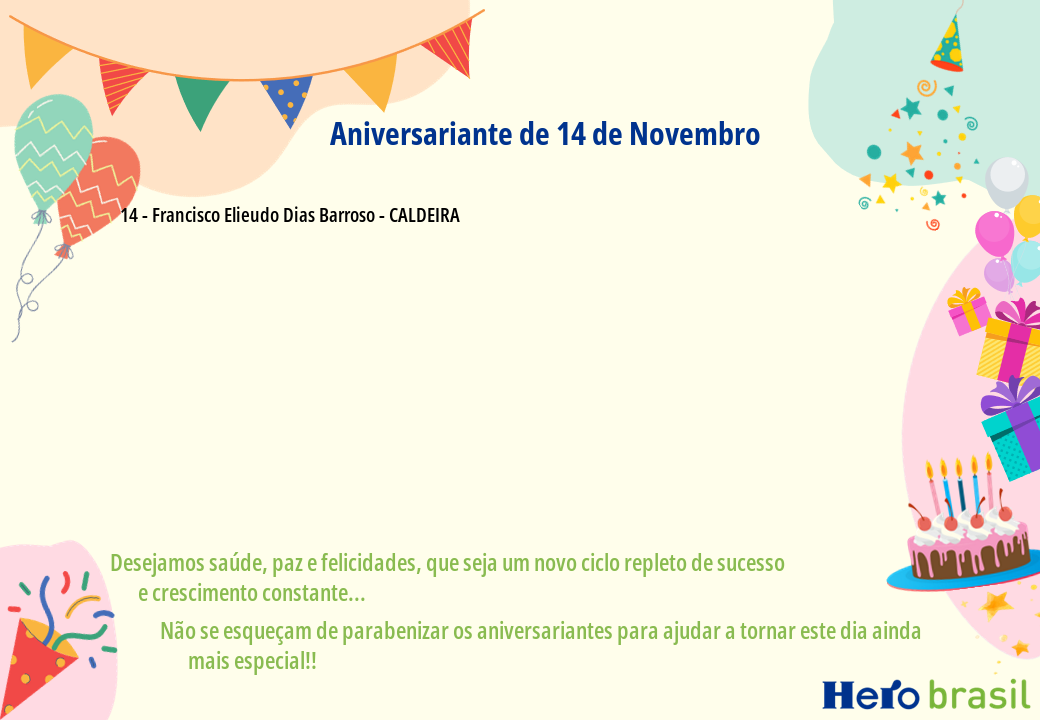 Aniversariante de 14 de Novembro
14 - Francisco Elieudo Dias Barroso - CALDEIRA
Desejamos saúde, paz e felicidades, que seja um novo ciclo repleto de sucesso
e crescimento constante...
Não se esqueçam de parabenizar os aniversariantes para ajudar a tornar este dia ainda
mais especial!!
Hero brasil